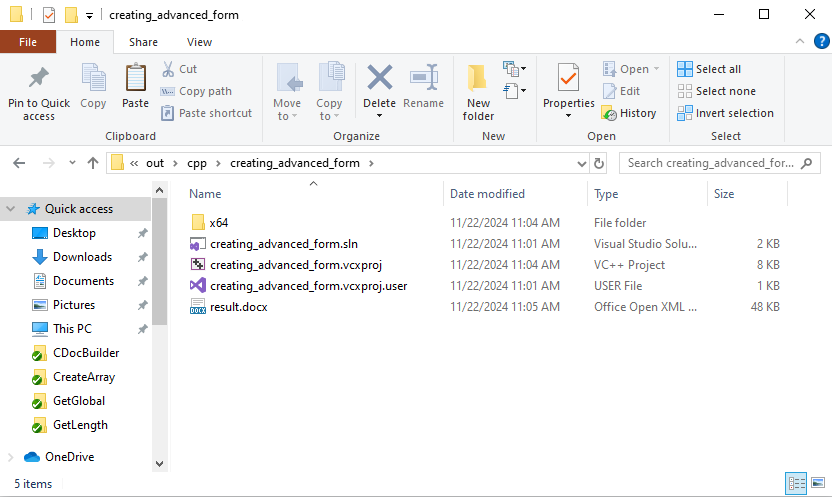 creating_advanced_form
File Home Share View
Pin to Quick access
Copy
Paste
Cut
Copy path
Paste shortcut
Clipboard
Move to
Copy to
Delete
Rename
Organize
New folder
New
Properties
Open
Edit
History
Open
Select all
Select none
Invert selection
Select
« out › cpp › creating_advanced_form ›
Search creating_advanced_for...
Quick access
Desktop
Downloads
Documents
Pictures
This PC
CDocBuilder
CreateArray
GetGlobal
GetLength
OneDrive
Name Date modified Type Size
x64 11/22/2024 11:04 AM File folder
creating_advanced_form.sln 11/22/2024 11:01 AM Visual Studio Solu... 2 KB
creating_advanced_form.vcxproj 11/22/2024 11:04 AM VC++ Project 8 KB
creating_advanced_form.vcxproj.user 11/22/2024 11:01 AM USER File 1 KB
result.docx 11/22/2024 11:05 AM Office Open XML ... 48 KB
5 items